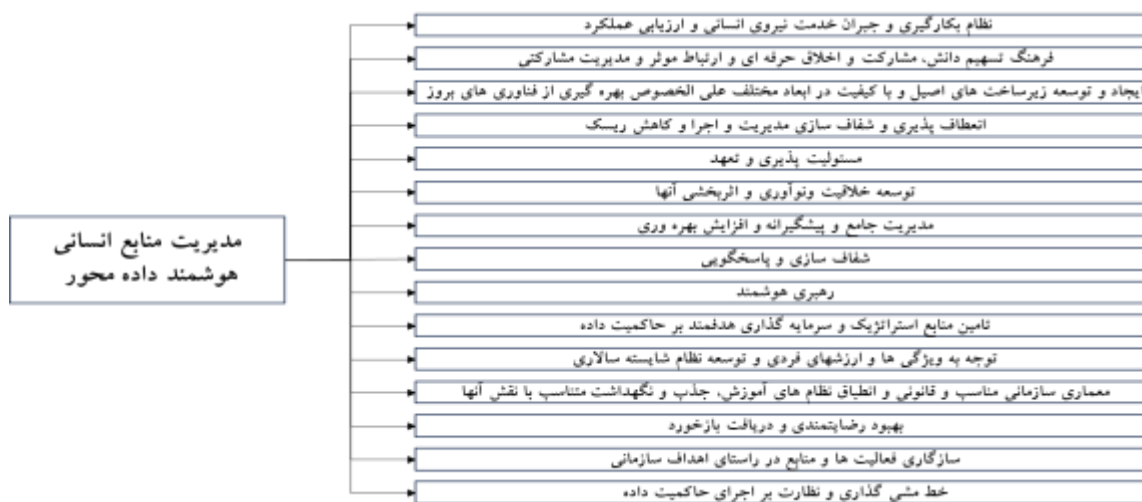 نظام بکارگیری و جبران خدمت نیروی انسانی و ارزیابی عملکرد
فرهنگ تسهیم دانش، مشارکت و اخلاق حرفه ای و ارتباط موثر و مدیریت مشارکتی
ایجاد و توسعه زیرساخت های اصیل و با کیفیت در ابعاد مختلف علی الخصوص بهره گیری از فناوری های بروز
انعطاف پذیری و شفاف سازی مدیریت و اجرا و کاهش ریسک
مسئولیت پذیری و تعهد
توسعه خلاقیت ونوآوری و اثربخشی آنها
مدیریت جامع و پیشگیرانه و افزایش بهره وری
شفاف سازی و پاسخگویی
رهبری هوشمند
تامین منابع استراتژیک و سرمایه گذاری هدفمند بر حاکمیت داده
توجه به ویژگی ها و ارزشهای فردی و توسعه نظام شایسته سالاری
معماری سازمانی مناسب و قانونی و انطباق نظام های آموزش، جذب و نگهداشت متناسب با نقش آنها
بهبود رضایتمندی و دریافت بازخورد
سازگاری فعالیت ها و منابع در راستای اهداف سازمانی
خط مشی گذاری و نظارت بر اجرای حاکمیت داده
مدیریت منابع انسانی
هوشمند داده محور